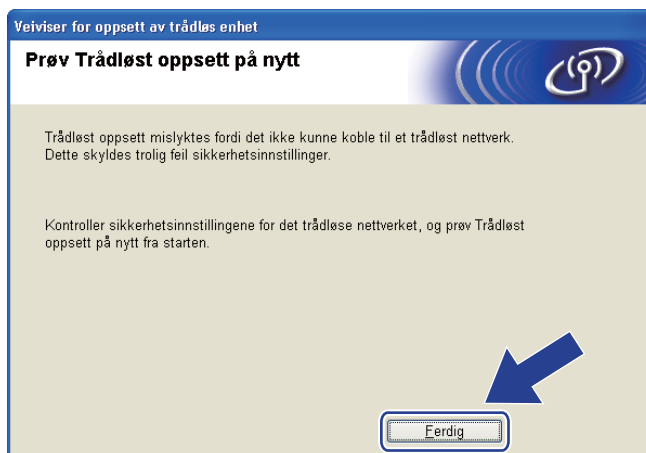 Veiviser for oppsett av trådløs enhet
Prøv Trådløst oppsett på nytt
Trådløst oppsett mislyktes fordi det ikke kunne koble til et trådløst nettverk.
Dette skyldes trolig feil sikkerhetsinnstillinger.
Kontroller sikkerhetsinnstillingene for det trådløse nettverket, og prøv Trådløst
oppsett på nytt fra starten.
Ferdig